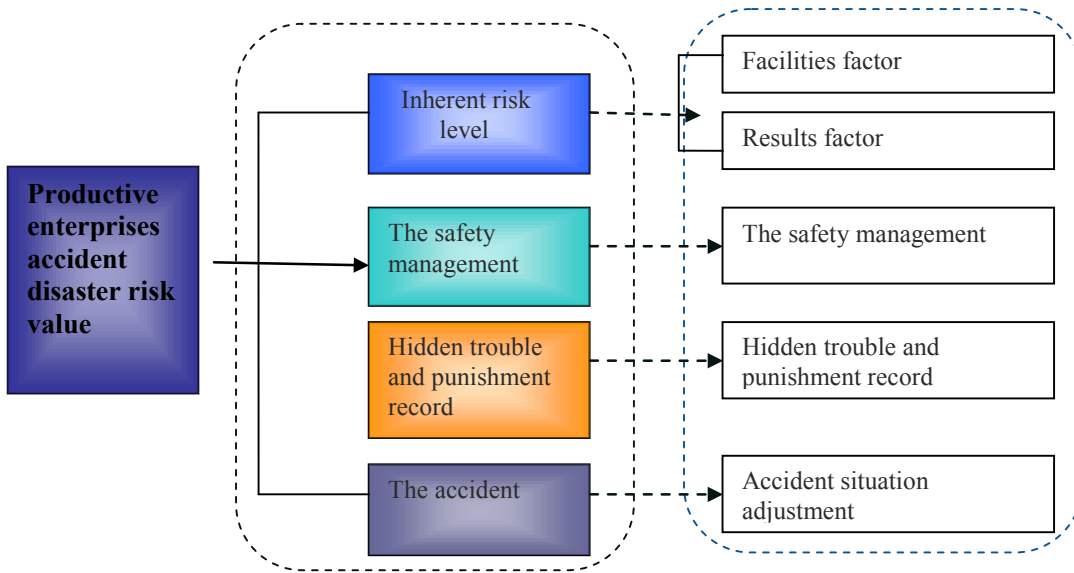 Productive
enterprises
accident
disaster risk
value
Inherent risk
level
The safety
management
Hidden trouble
and punishment
record
The accident
Facilities factor
Results factor
The safety management
Hidden trouble and
punishment record
Accident situation
adjustment